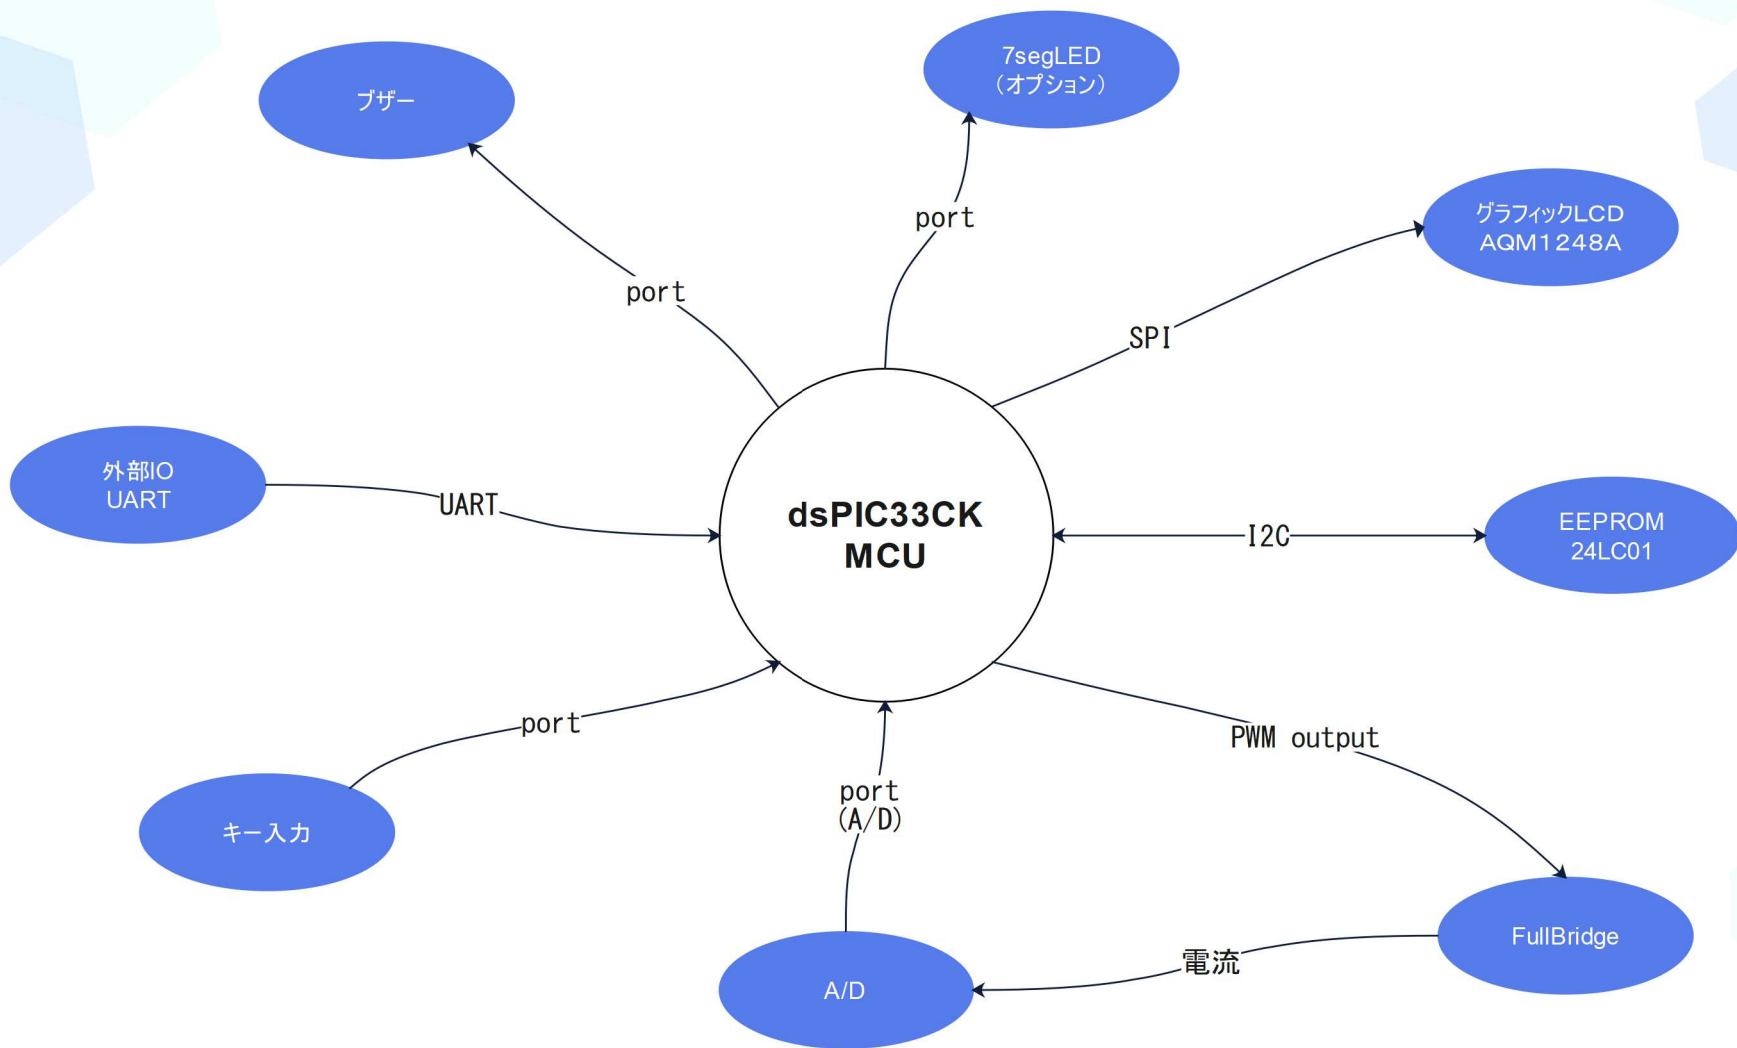 7segLED
（オプション）
ブザー
port
グラフィックLCD
AQM1248A
port
SPI
外部IO
UART
UART
dsPIC33CK
MCU
I2C
EEPROM
24LC01
port
PWM output
キー入力
port
(A/D)
A/D
電流
FullBridge